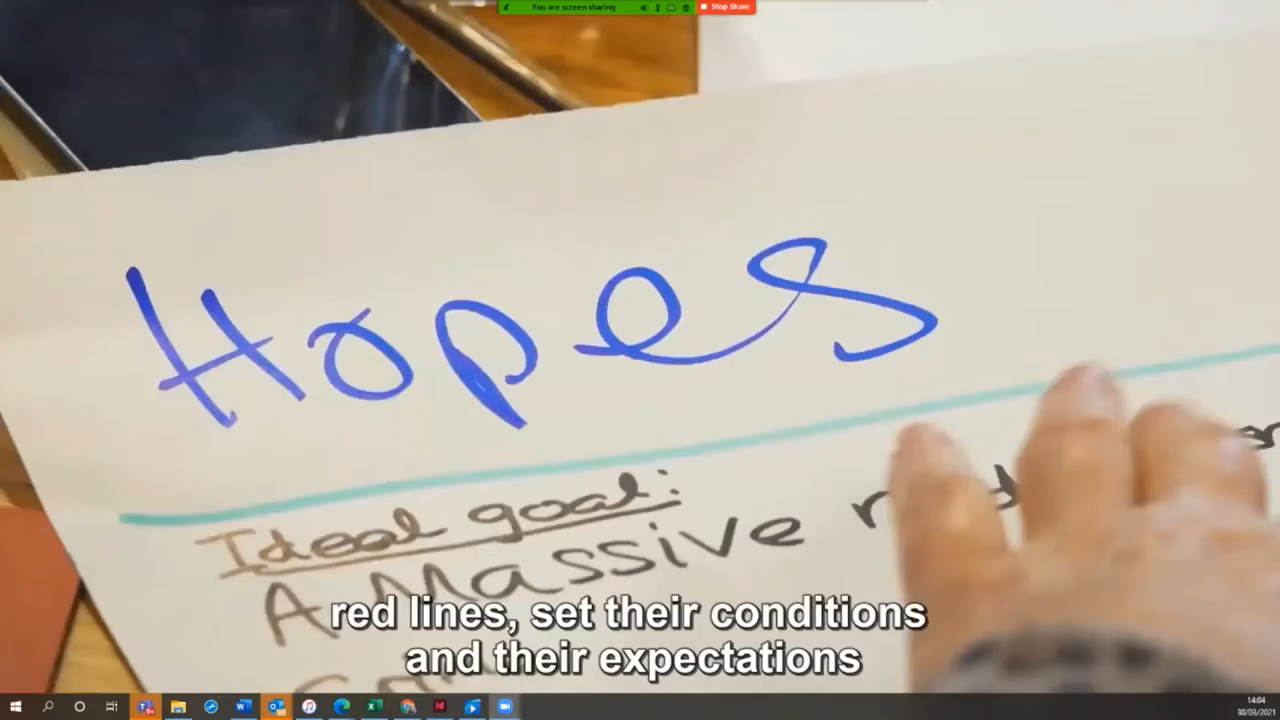 You are screen sharing
Stop Share
Hopes
Ideal goal:
A Massive
red lines, set their conditions
and their expectations
14:04
30/03/2021